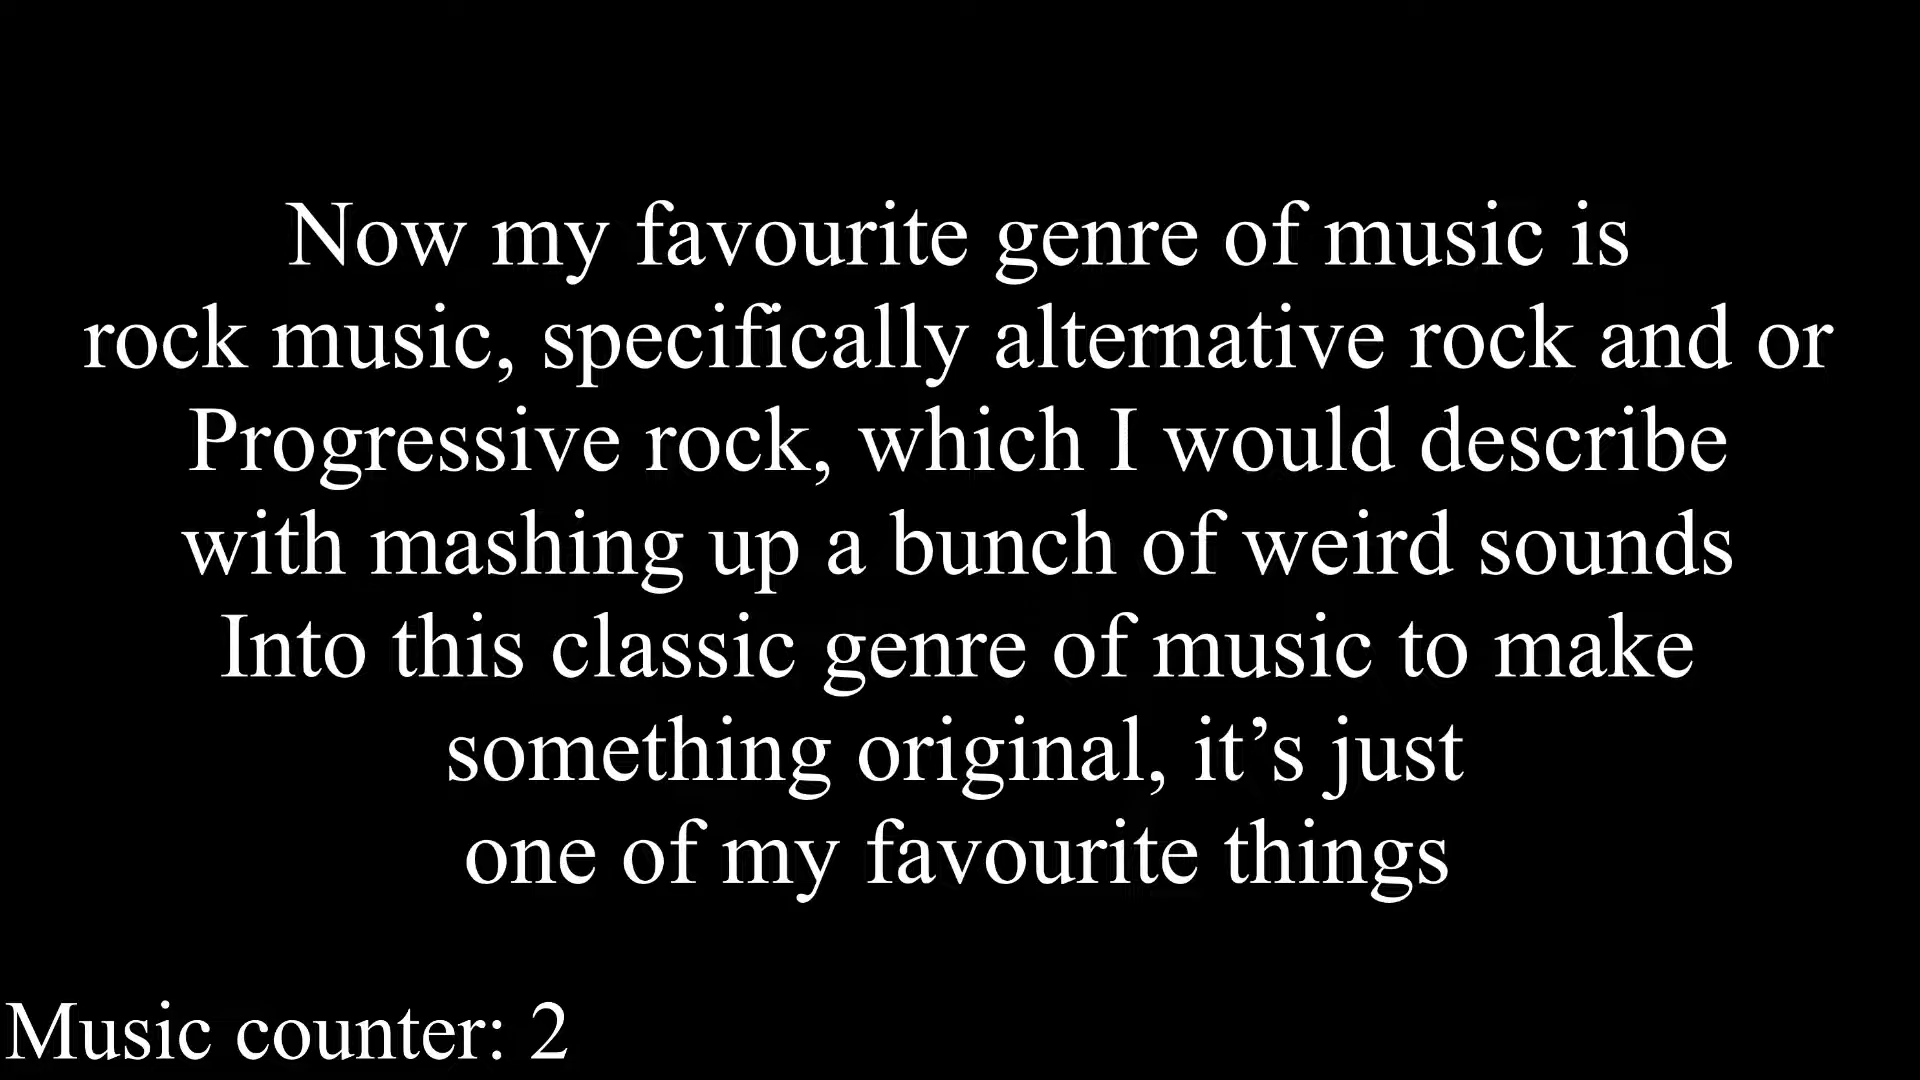 Now my favourite genre of music is
rock music, specifically alternative rock and or
Progressive rock, which I would describe
with mashing up a bunch of weird sounds
Into this classic genre of music to make
something original, it’s just
one of my favourite things
Music counter: 2